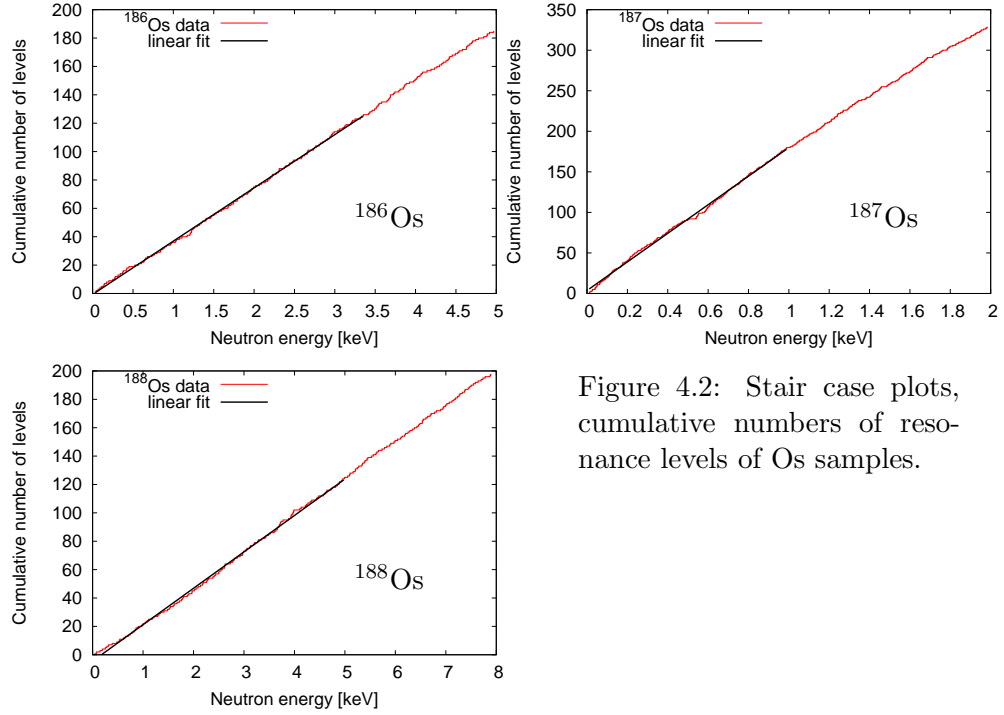 200
180
160
140
120
100
80
60
40
20
0
Cumulative number of levels
¹⁸⁶Os data
linear fit
¹⁸⁶Os
0 0.5 1 1.5 2 2.5 3 3.5 4 4.5 5
Neutron energy [keV]
350
300
250
200
150
100
50
0
Cumulative number of levels
¹⁸⁷Os data
linear fit
¹⁸⁷Os
0 0.2 0.4 0.6 0.8 1 1.2 1.4 1.6 1.8 2
Neutron energy [keV]
200
180
160
140
120
100
80
60
40
20
0
Cumulative number of levels
¹⁸⁸Os data
linear fit
¹⁸⁸Os
0 1 2 3 4 5 6 7 8
Neutron energy [keV]
Figure 4.2: Stair case plots,
cumulative numbers of reso-
nance levels of Os samples.